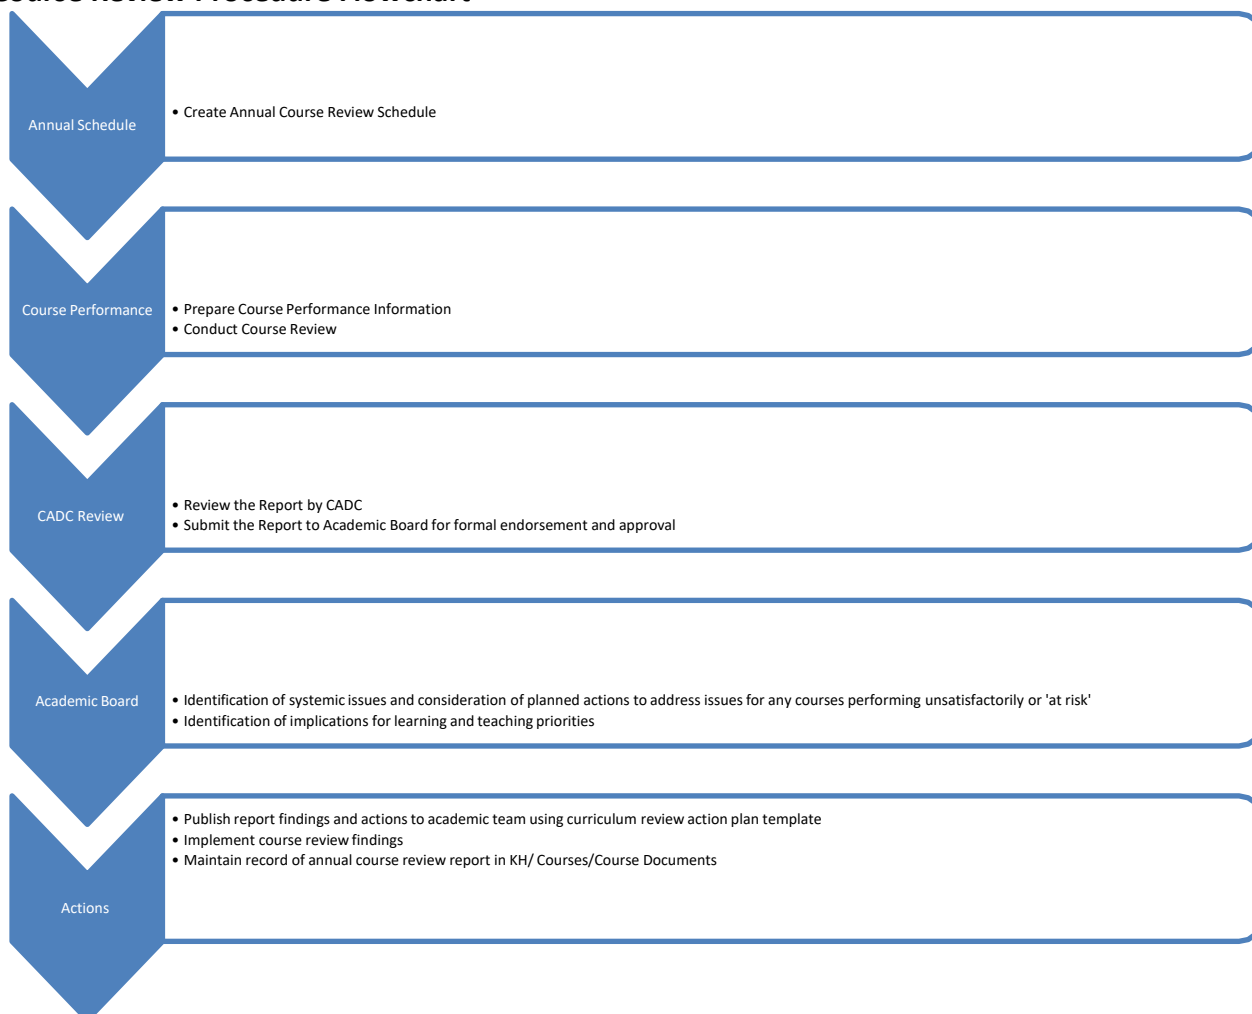 Review Procedure Flowchart
Annual Schedule
• Create Annual Course Review Schedule
Course Performance
• Prepare Course Performance Information
• Conduct Course Review
CADC Review
• Review the Report by CADC
• Submit the Report to Academic Board for formal endorsement and approval
Academic Board
• Identification of systemic issues and consideration of planned actions to address issues for any courses performing unsatisfactorily or 'at risk'
• Identification of implications for learning and teaching priorities
Actions
• Publish report findings and actions to academic team using curriculum review action plan template
• Implement course review findings
• Maintain record of annual course review report in KH/ Courses/Course Documents